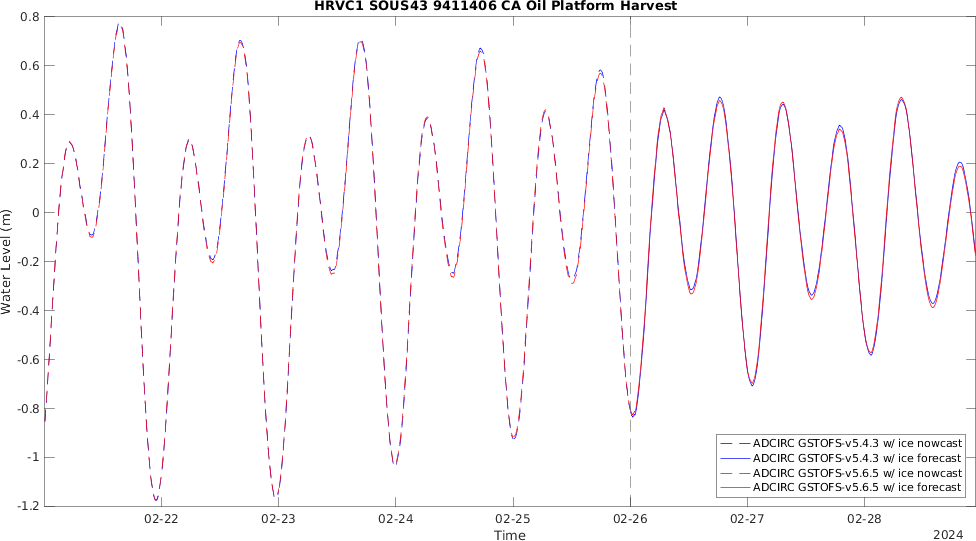 HRVC1 SOUS43 9411406 CA Oil Platform Harvest
0.8
0.6
0.4
0.2
0
-0.2
-0.4
-0.6
-0.8
-1
-1.2
Water Level (m)
02-22
02-23
02-24
02-25
02-26
02-27
02-28
Time
2024
ADCIRC GSTOFS-v5.4.3 w/ ice nowcast
ADCIRC GSTOFS-v5.4.3 w/ ice forecast
ADCIRC GSTOFS-v5.6.5 w/ ice nowcast
ADCIRC GSTOFS-v5.6.5 w/ ice forecast